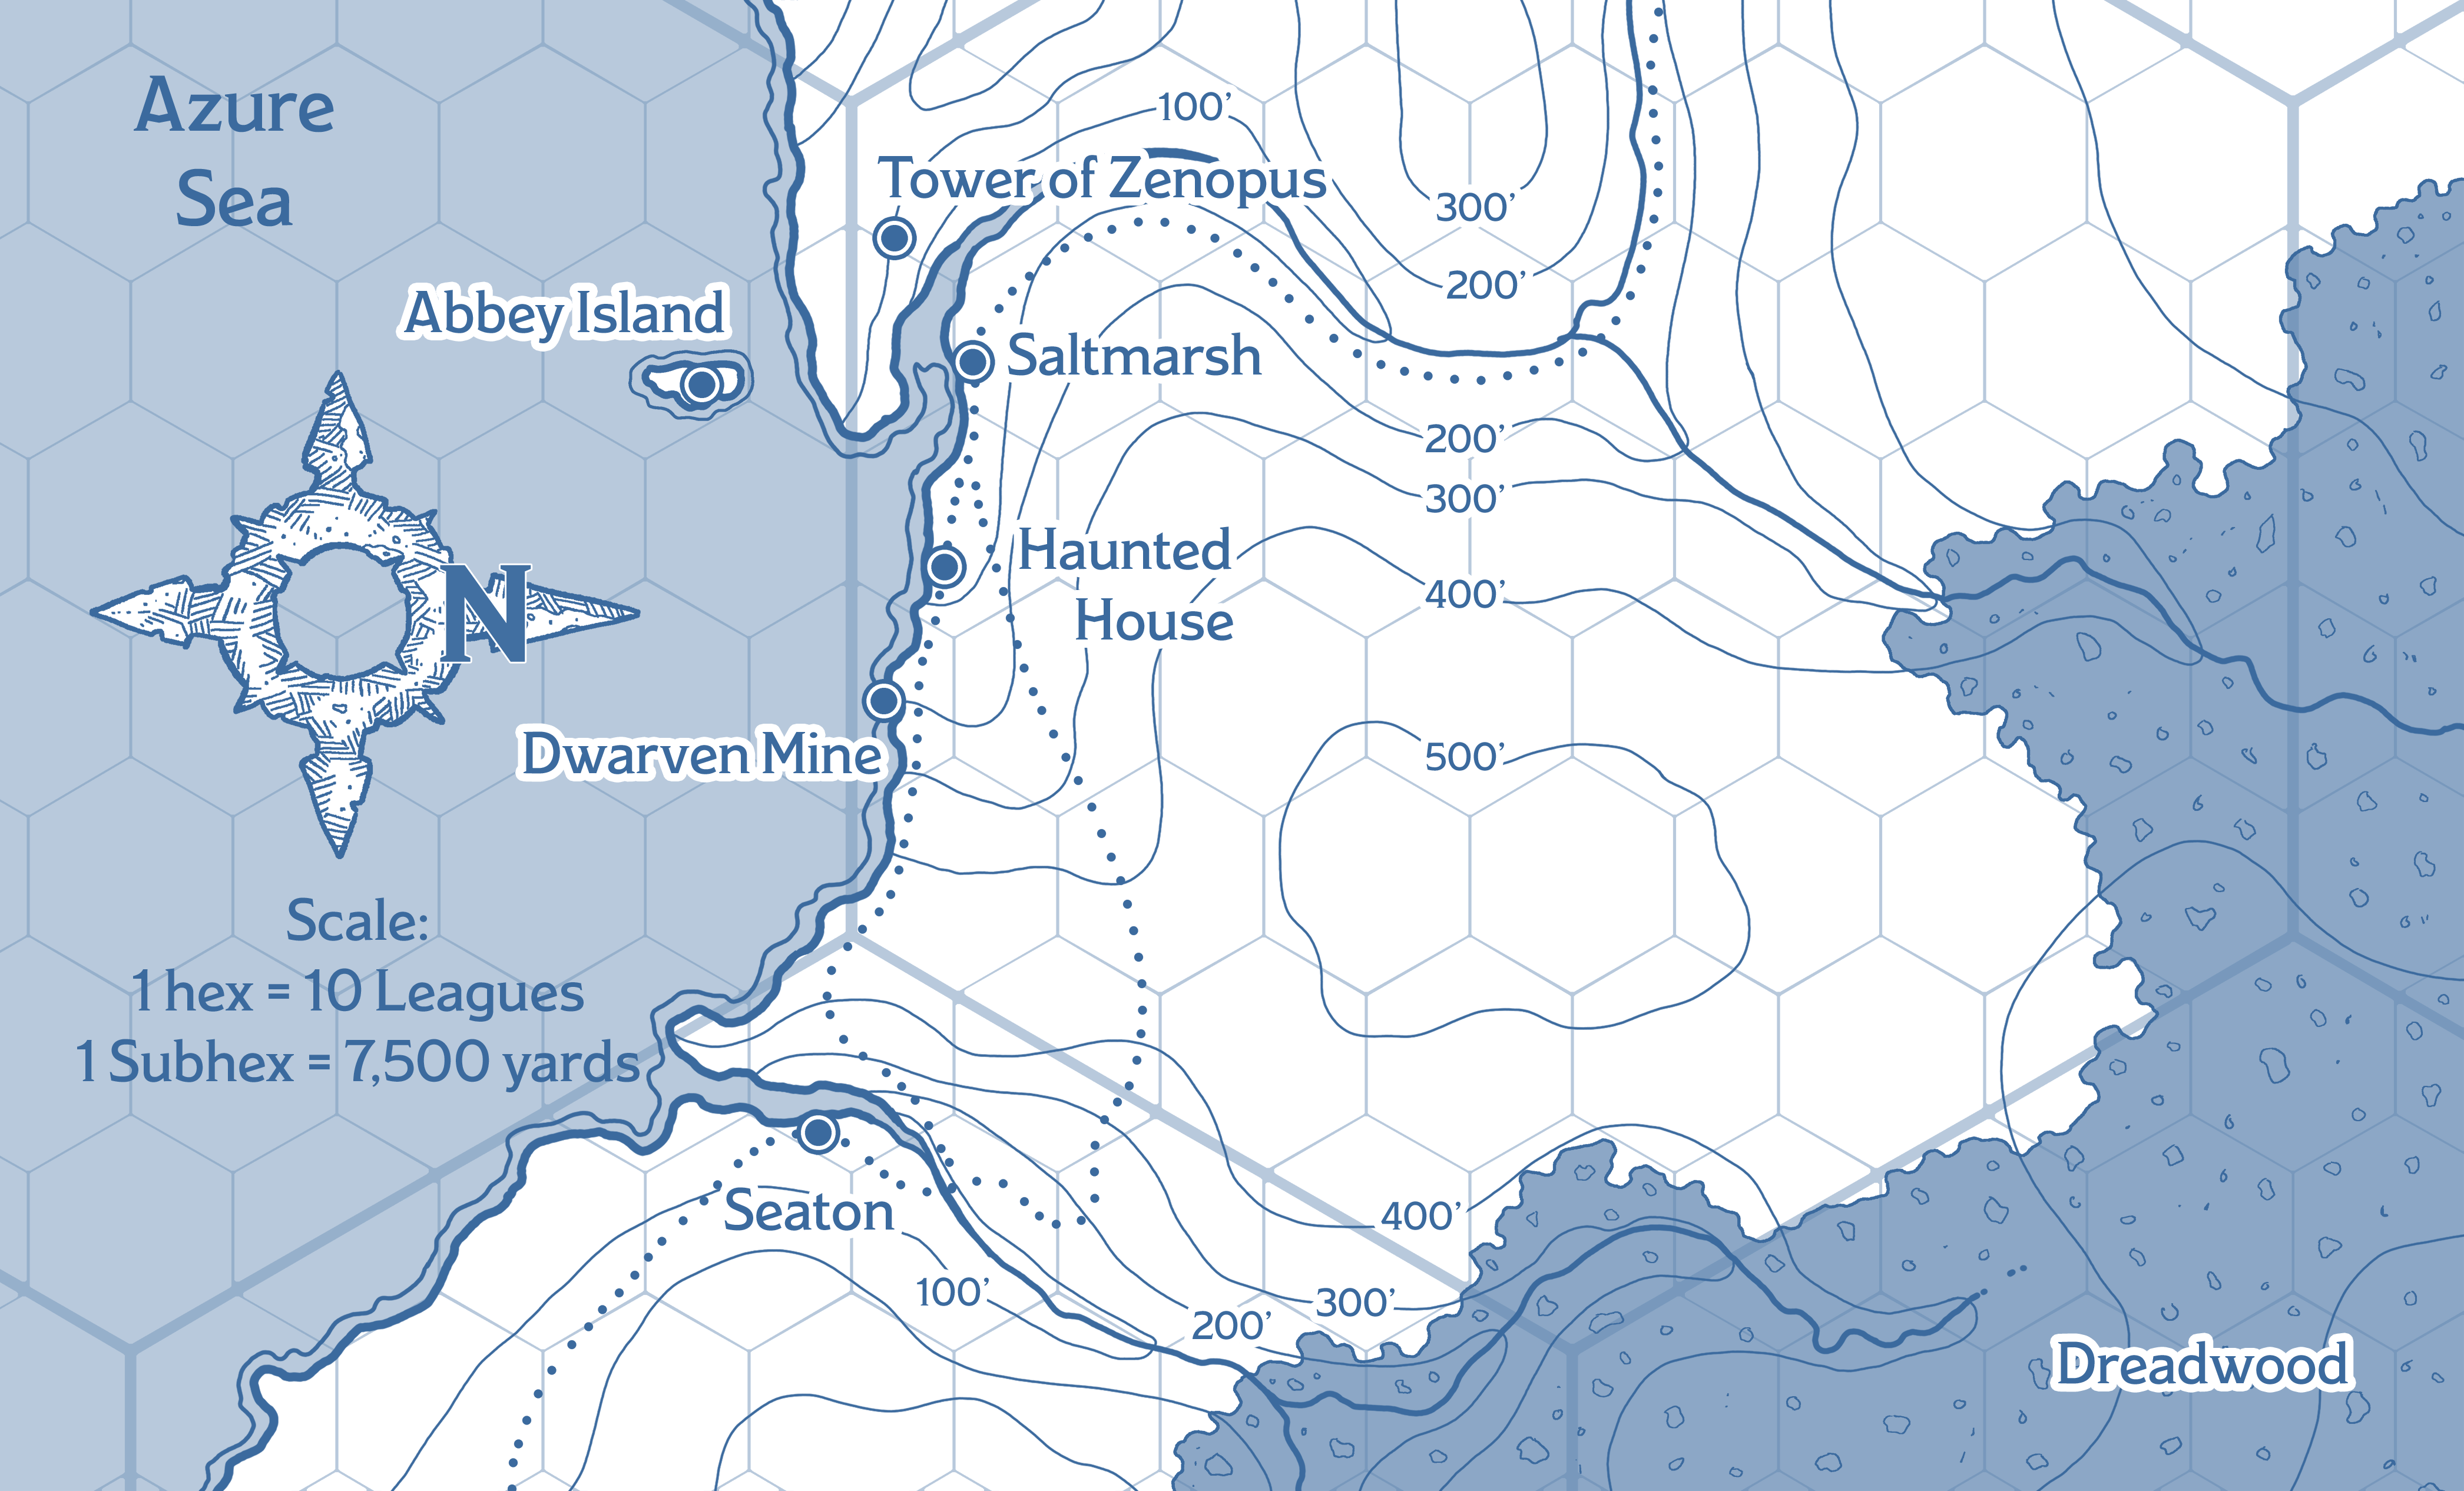 Azure
Sea
100'
Tower of Zenopus
300'
200'
Abbey Island
Saltmarsh
200'
300'
Haunted
House
400'
N
Dwarven Mine
500'
Scale:
1 hex = 10 Leagues
1 Subhex = 7,500 yards
Seaton
400'
100'
300'
200'
Dreadwood